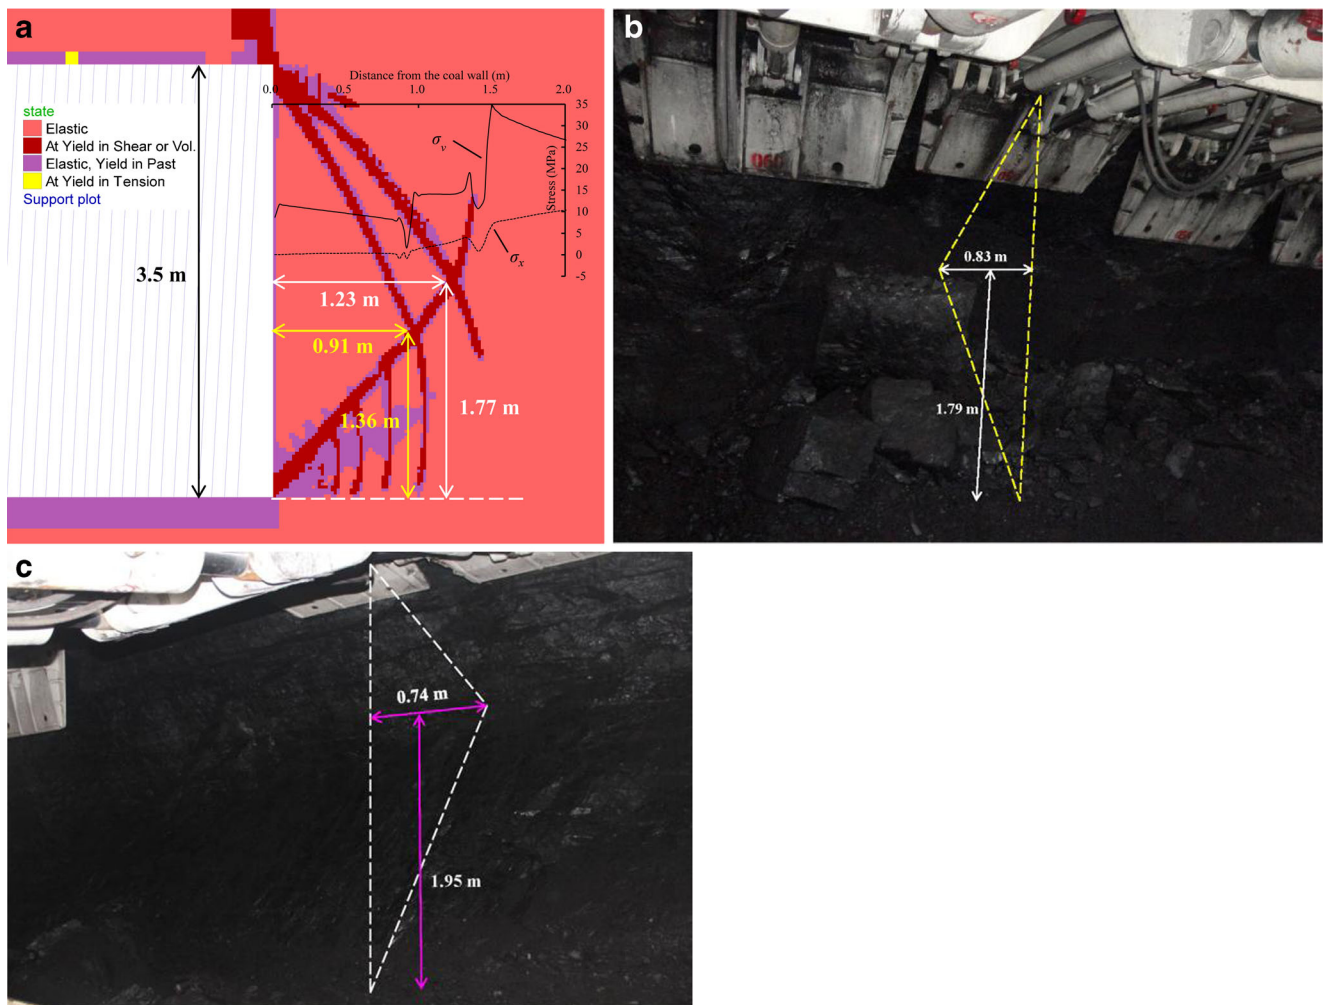 a
Distance from the coal wall (m)
0.0 0.5 1.0 1.5 2.0
state
Elastic
At Yield in Shear or Vol.
Elastic, Yield in Past
At Yield in Tension
Support plot
3.5 m
35
30
25
20
15
10
5
0
-5
Stress (MPa)
σv
σx
1.23 m
0.91 m
1.36 m
1.77 m
b
0.83 m
1.79 m
c
0.74 m
1.95 m